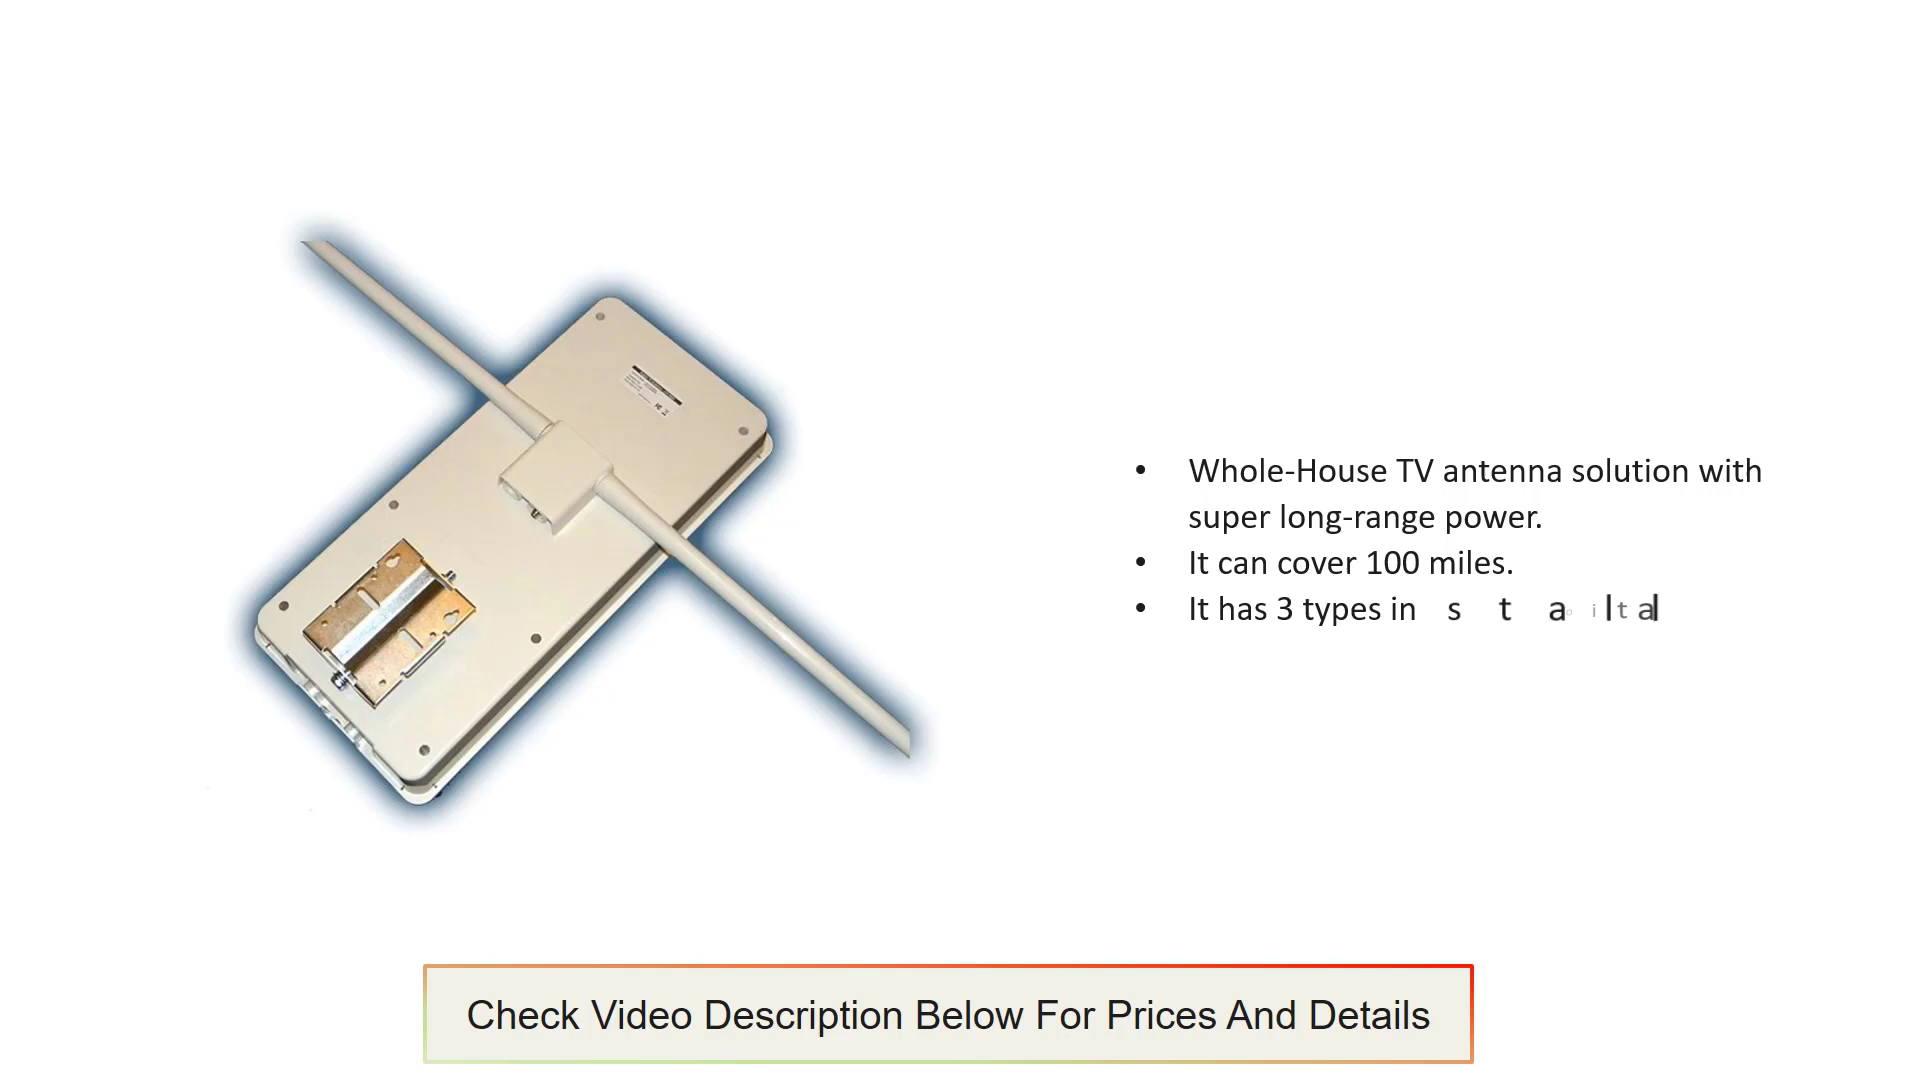 Whole-House TV antenna solution with
super long-range power.
It can cover 100 miles.
It has 3 types in
Check Video Description Below For Prices And Details